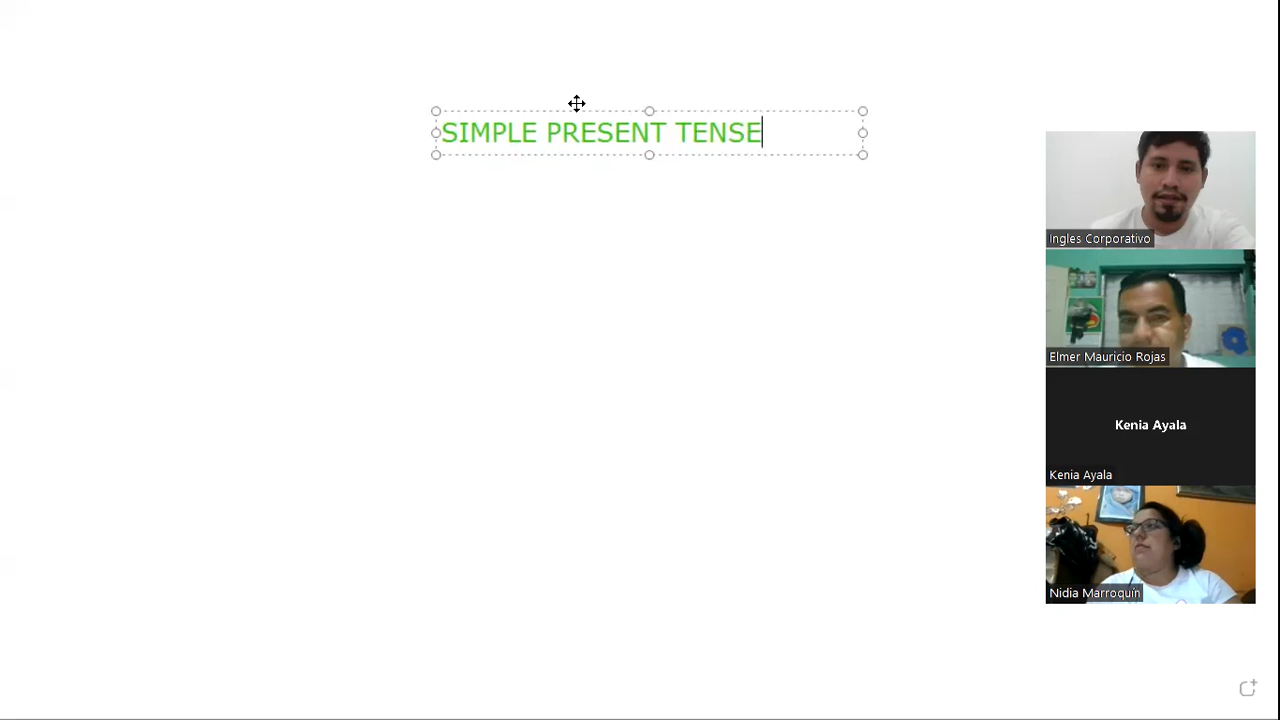 SIMPLE PRESENT TENSE
Ingles Corporativo
Elmer Mauricio Rojas
Kenia Ayala
Kenia Ayala
Nidia Marroquin